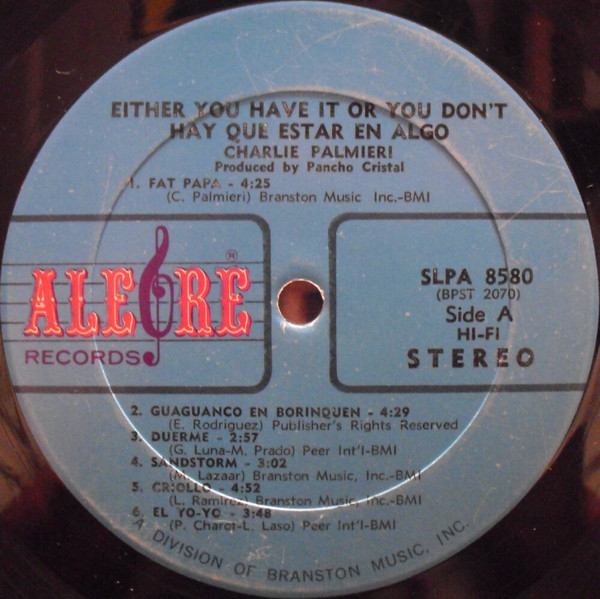 EITHER YOU HAVE IT OR YOU DON'T
HAY QUE ESTAR EN ALGO
CHARLIE PALMIERI
Produced by Pancho Cristal
1. FAT PAPA - 4:25
(C. Palmieri) Branston Music Inc.-BMI
ALEGRE ®
RECORDS
SLPA 8580
(BPST 2070)
Side A
HI-FI
STEREO
2. GUAGUANCO EN BORINQUEN - 4:29
(E. Rodriguez) Publisher's Rights Reserved
3. DUERME - 2:57
(G. Luna-M. Prado) Peer Int'l-BMI
4. SANDSTORM - 3:02
(M. Lazaar) Branston Music, Inc.-BMI
5. CRIOLLO - 4:52
(L. Ramirez) Branston Music, Inc.-BMI
6. EL YO-YO - 3:48
(P. Charot-L. Laso) Peer Int'l-BMI
A DIVISION OF BRANSTON MUSIC, INC.